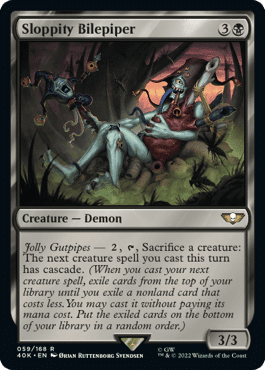 Sloppity Bilepiper 3
Creature — Demon
Jolly Gutpipes — 2, T, Sacrifice a creature:
The next creature spell you cast this turn
has cascade. (When you cast your next
creature spell, exile cards from the top of your
library until you exile a nonland card that
costs less. You may cast it without paying its
mana cost. Put the exiled cards on the bottom
of your library in a random order.)
3/3
059/168 R
40K • EN Ørjan Ruttenborg Svendsen
© GW
™ & © 2022 Wizards of the Coast